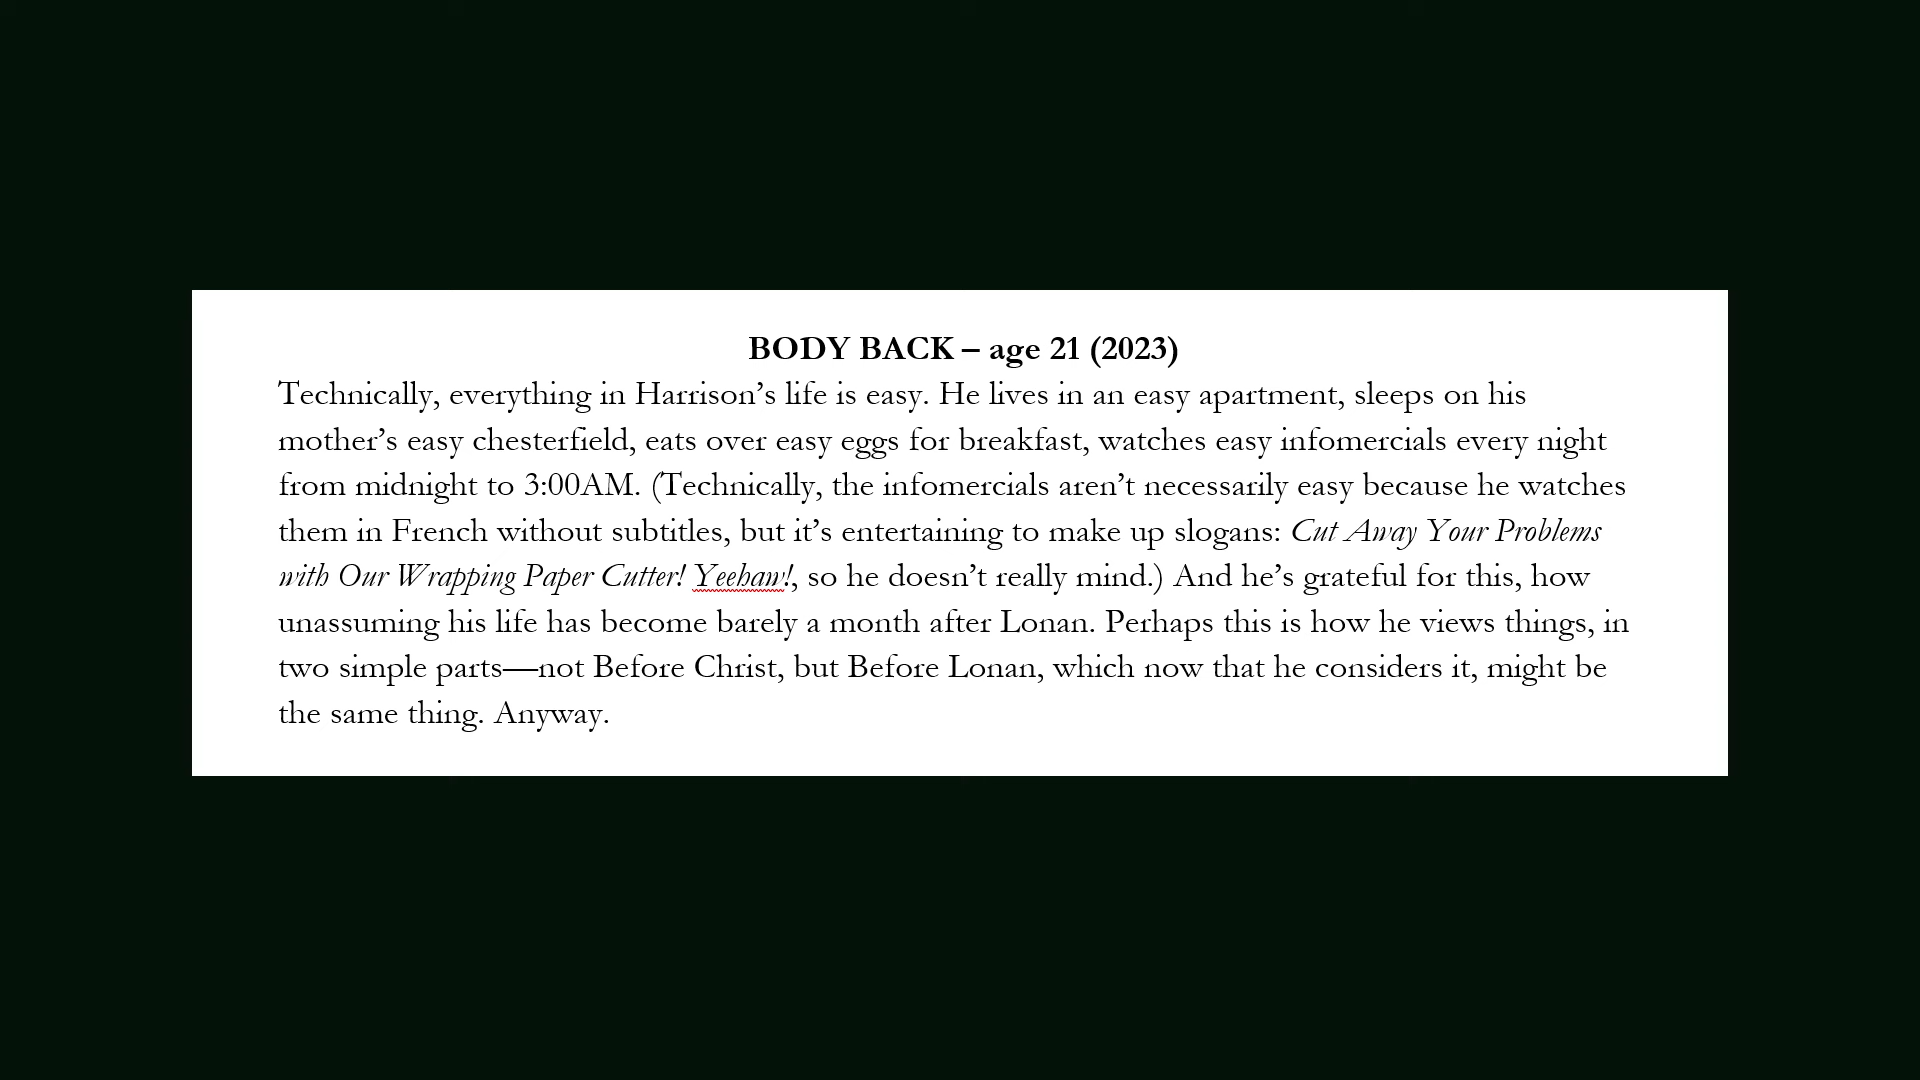 BODY BACK – age 21 (2023)
Technically, everything in Harrison’s life is easy. He lives in an easy apartment, sleeps on his
mother’s easy chesterfield, eats over easy eggs for breakfast, watches easy infomercials every night
from midnight to 3:00AM. (Technically, the infomercials aren’t necessarily easy because he watches
them in French without subtitles, but it’s entertaining to make up slogans: Cut Away Your Problems
with Our Wrapping Paper Cutter! Yeehaw!, so he doesn’t really mind.) And he’s grateful for this, how
unassuming his life has become barely a month after Lonan. Perhaps this is how he views things, in
two simple parts—not Before Christ, but Before Lonan, which now that he considers it, might be
the same thing. Anyway.